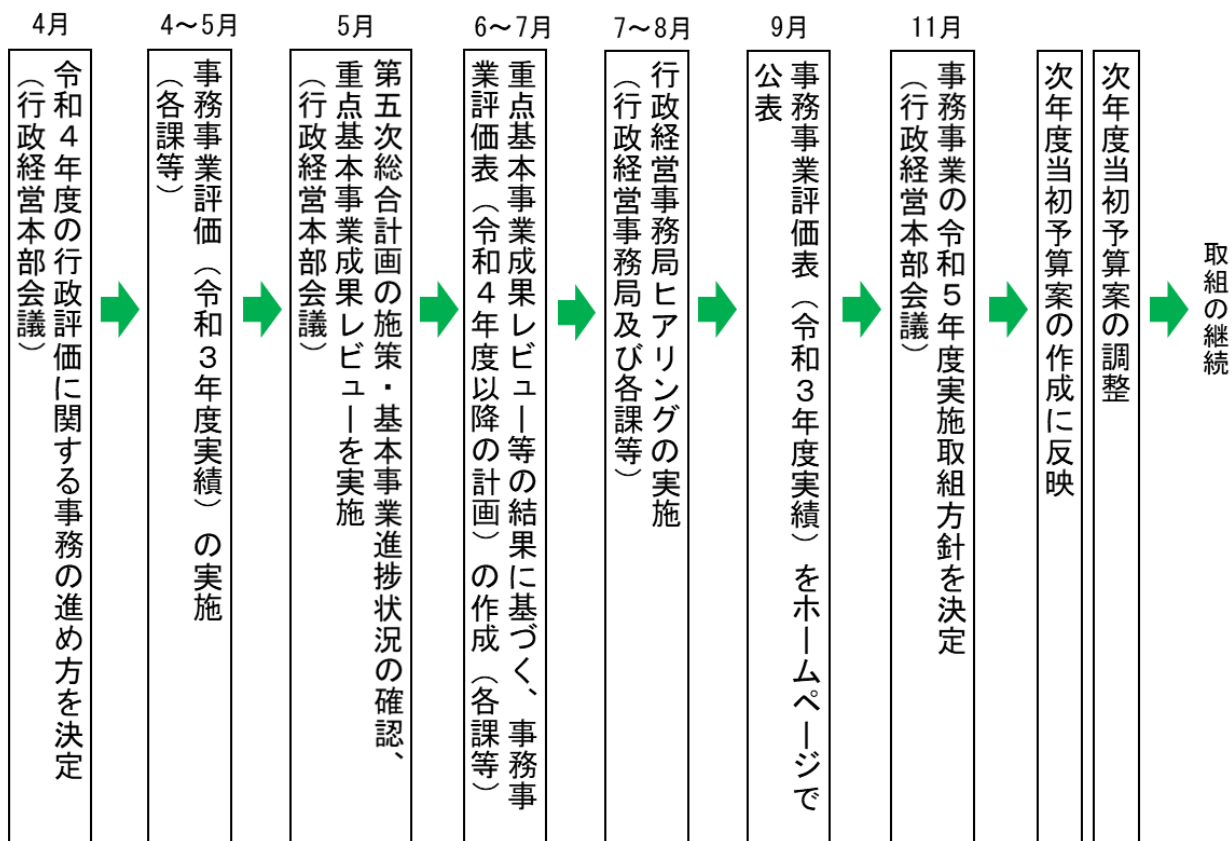 4月
令和４年度の行政評価に関する事務の進め方を決定
（行政経営本部会議）
4～5月
事務事業評価（令和３年度実績）の実施
（各課等）
5月
第五次総合計画の施策・基本事業進捗状況の確認、
重点基本事業成果レビューを実施
（行政経営本部会議）
6～7月
重点基本事業成果レビュー等の結果に基づく、事務事
業評価表（令和４年度以降の計画）の作成（各課等）
7～8月
行政経営事務局ヒアリングの実施
（行政経営事務局及び各課等）
9月
事務事業評価表（令和３年度実績）をホームページで
公表
11月
事務事業の令和５年度実施取組方針を決定
（行政経営本部会議）
次年度当初予算案の作成に反映
次年度当初予算案の調整
取組の継続